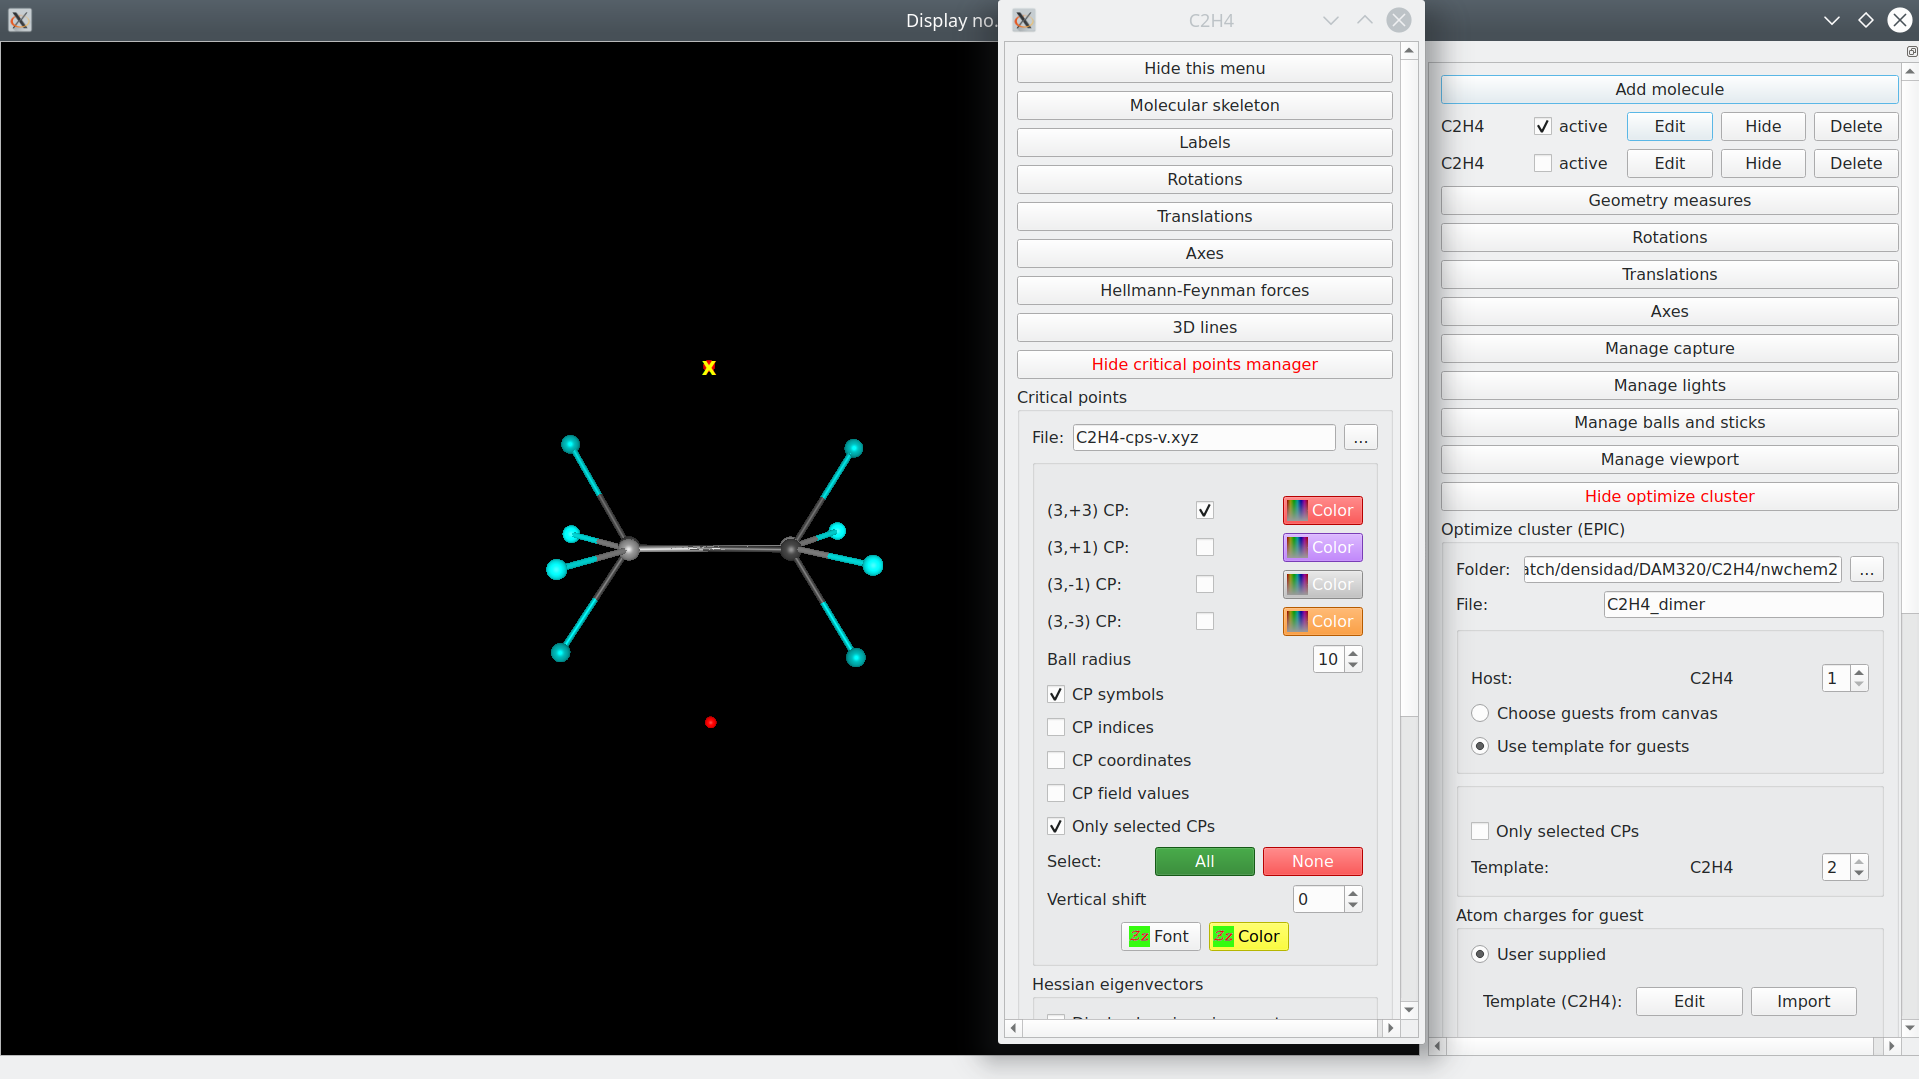 Display no.
x
C2H4
Hide this menu
Molecular skeleton
Labels
Rotations
Translations
Axes
Hellmann-Feynman forces
3D lines
Hide critical points manager
Critical points
File: C2H4-cps-v.xyz ...
(3,+3) CP: Color
(3,+1) CP: Color
(3,-1) CP: Color
(3,-3) CP: Color
Ball radius 10
CP symbols
CP indices
CP coordinates
CP field values
Only selected CPs
Select: All None
Vertical shift 0
Zz Font Zz Color
Hessian eigenvectors
Add molecule
C2H4 active Edit Hide Delete
C2H4 active Edit Hide Delete
Geometry measures
Rotations
Translations
Axes
Manage capture
Manage lights
Manage balls and sticks
Manage viewport
Hide optimize cluster
Optimize cluster (EPIC)
Folder: atch/densidad/DAM320/C2H4/nwchem2 ...
File: C2H4_dimer
Host: C2H4 1
Choose guests from canvas
Use template for guests
Only selected CPs
Template: C2H4 2
Atom charges for guest
User supplied
Template (C2H4): Edit Import